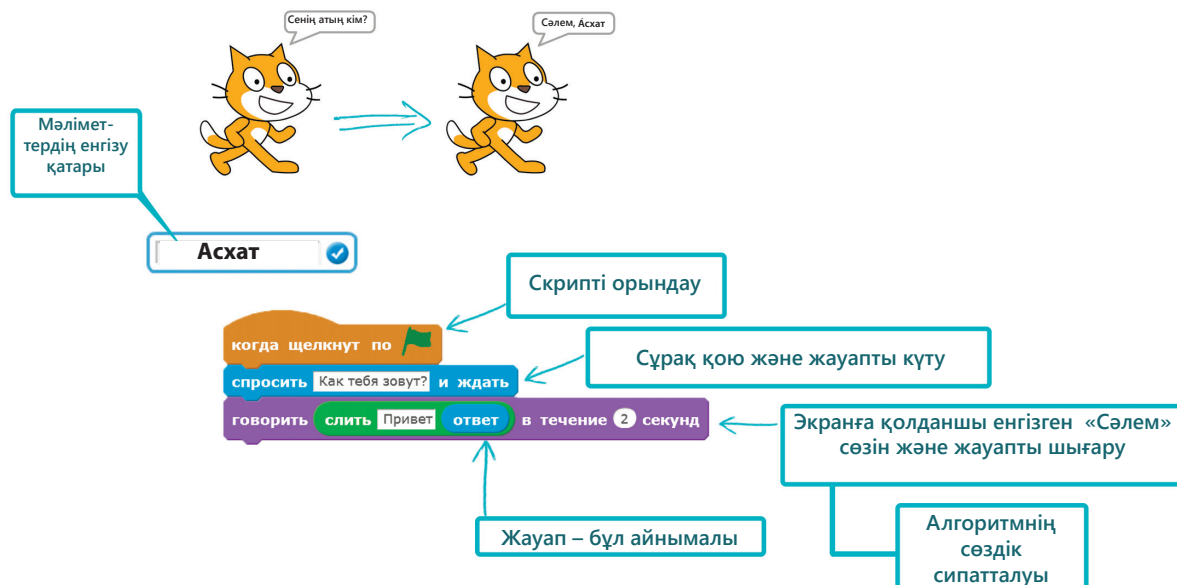 Сенің атың кім?
Сәлем, Асхат
Мәлімет-
тердің енгізу
қатары
Асхат
Скрипті орындау
когда щелкнут по
Сұрақ қою және жауапты күту
спросить Как тебя зовут? и ждать
говорить слить Привет ответ в течение 2 секунд
Экранға қолданшы енгізген «Сәлем»
сөзін және жауапты шығару
Жауап – бұл айнымалы
Алгоритмнің
сөздік
сипатталуы